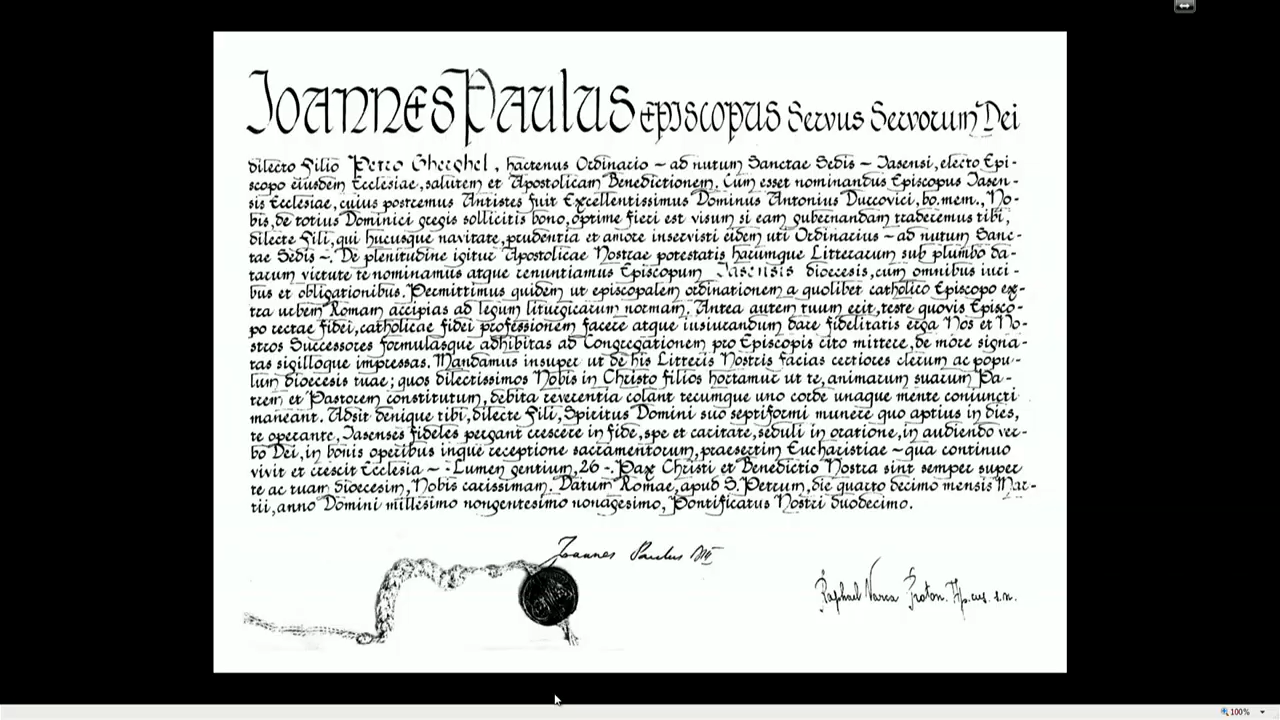 Joannes Paulus Episcopus Servus Servorum Dei
dilecto Filio Petro Gherghel, hactenus Ordinario – ad nutum Sanctae Sedis – Iasensi, electo Epi-
scopo eiusdem Ecclesiae, salutem et Apostolicam Benedictionem. Cum esset nominandus Episcopus Iasen-
sis Ecclesiae, cuius postremus Antistes fuit Excellentissimus Dominus Antonius Durcovici, bo. mem., No-
bis, de totius Dominici gregis solliciti bono, optime fieri est visum si eam gubernandam traderemus tibi,
dilecte Fili, qui hucusque navitate, prudentia et amore inservisti eidem uti Ordinarius – ad nutum Sanc-
tae Sedis –. De plenitudine igitur Apostolicae Nostrae potestatis harumque Litterarum sub plumbo da-
tarum virtute te nominamus atque renuntiamus Episcopum Iasensis dioecesis, cum omnibus iuri-
bus et obligationibus. Permittimus quidem ut episcopalem ordinationem a quolibet catholico Episcopo ex-
tra urbem Romam accipias ad legum liturgicarum normam. Antea autem tuum erit, teste quovis Episco-
po rectae fidei, catholicae fidei professionem facere atque iusiurandum dare fidelitatis erga Nos et No-
stros Successores formulasque adhibitas ad Congregationem pro Episcopis cito mittere, de more signa-
tas sigilloque impressas. Mandamus insuper ut de his Litteris Nostris facias certiores clerum ac popu-
lum dioecesis tuae; quos dilectissimos Nobis in Christo filios hortamur ut te, animarum suarum Pa-
trem et Pastorem constitutum, debita reverentia colant tecumque uno corde unaque mente coniuncti
maneant. Adsit denique tibi, dilecte Fili, Spiritus Domini suo septiformi munere quo aptius in dies,
te operante, Iasenses fideles pergant crescere in fide, spe et caritate, seduli in oratione, in audiendo ver-
bo Dei, in bonis operibus inque receptione sacramentorum, praesertim Eucharistiae – qua continuo
vivit et crescit Ecclesia – : Lumen gentium, 26 -. Pax Christi et Benedictio Nostra sint semper super
te ac tuam dioecesim, Nobis carissimam. Datum Romae, apud S. Petrum, die quarto decimo mensis Mar-
tii, anno Domini millesimo nongentesimo nonagesimo, Pontificatus Nostri duodecimo.
Joannes Paulus
Raphael Proton. Ap.
100%